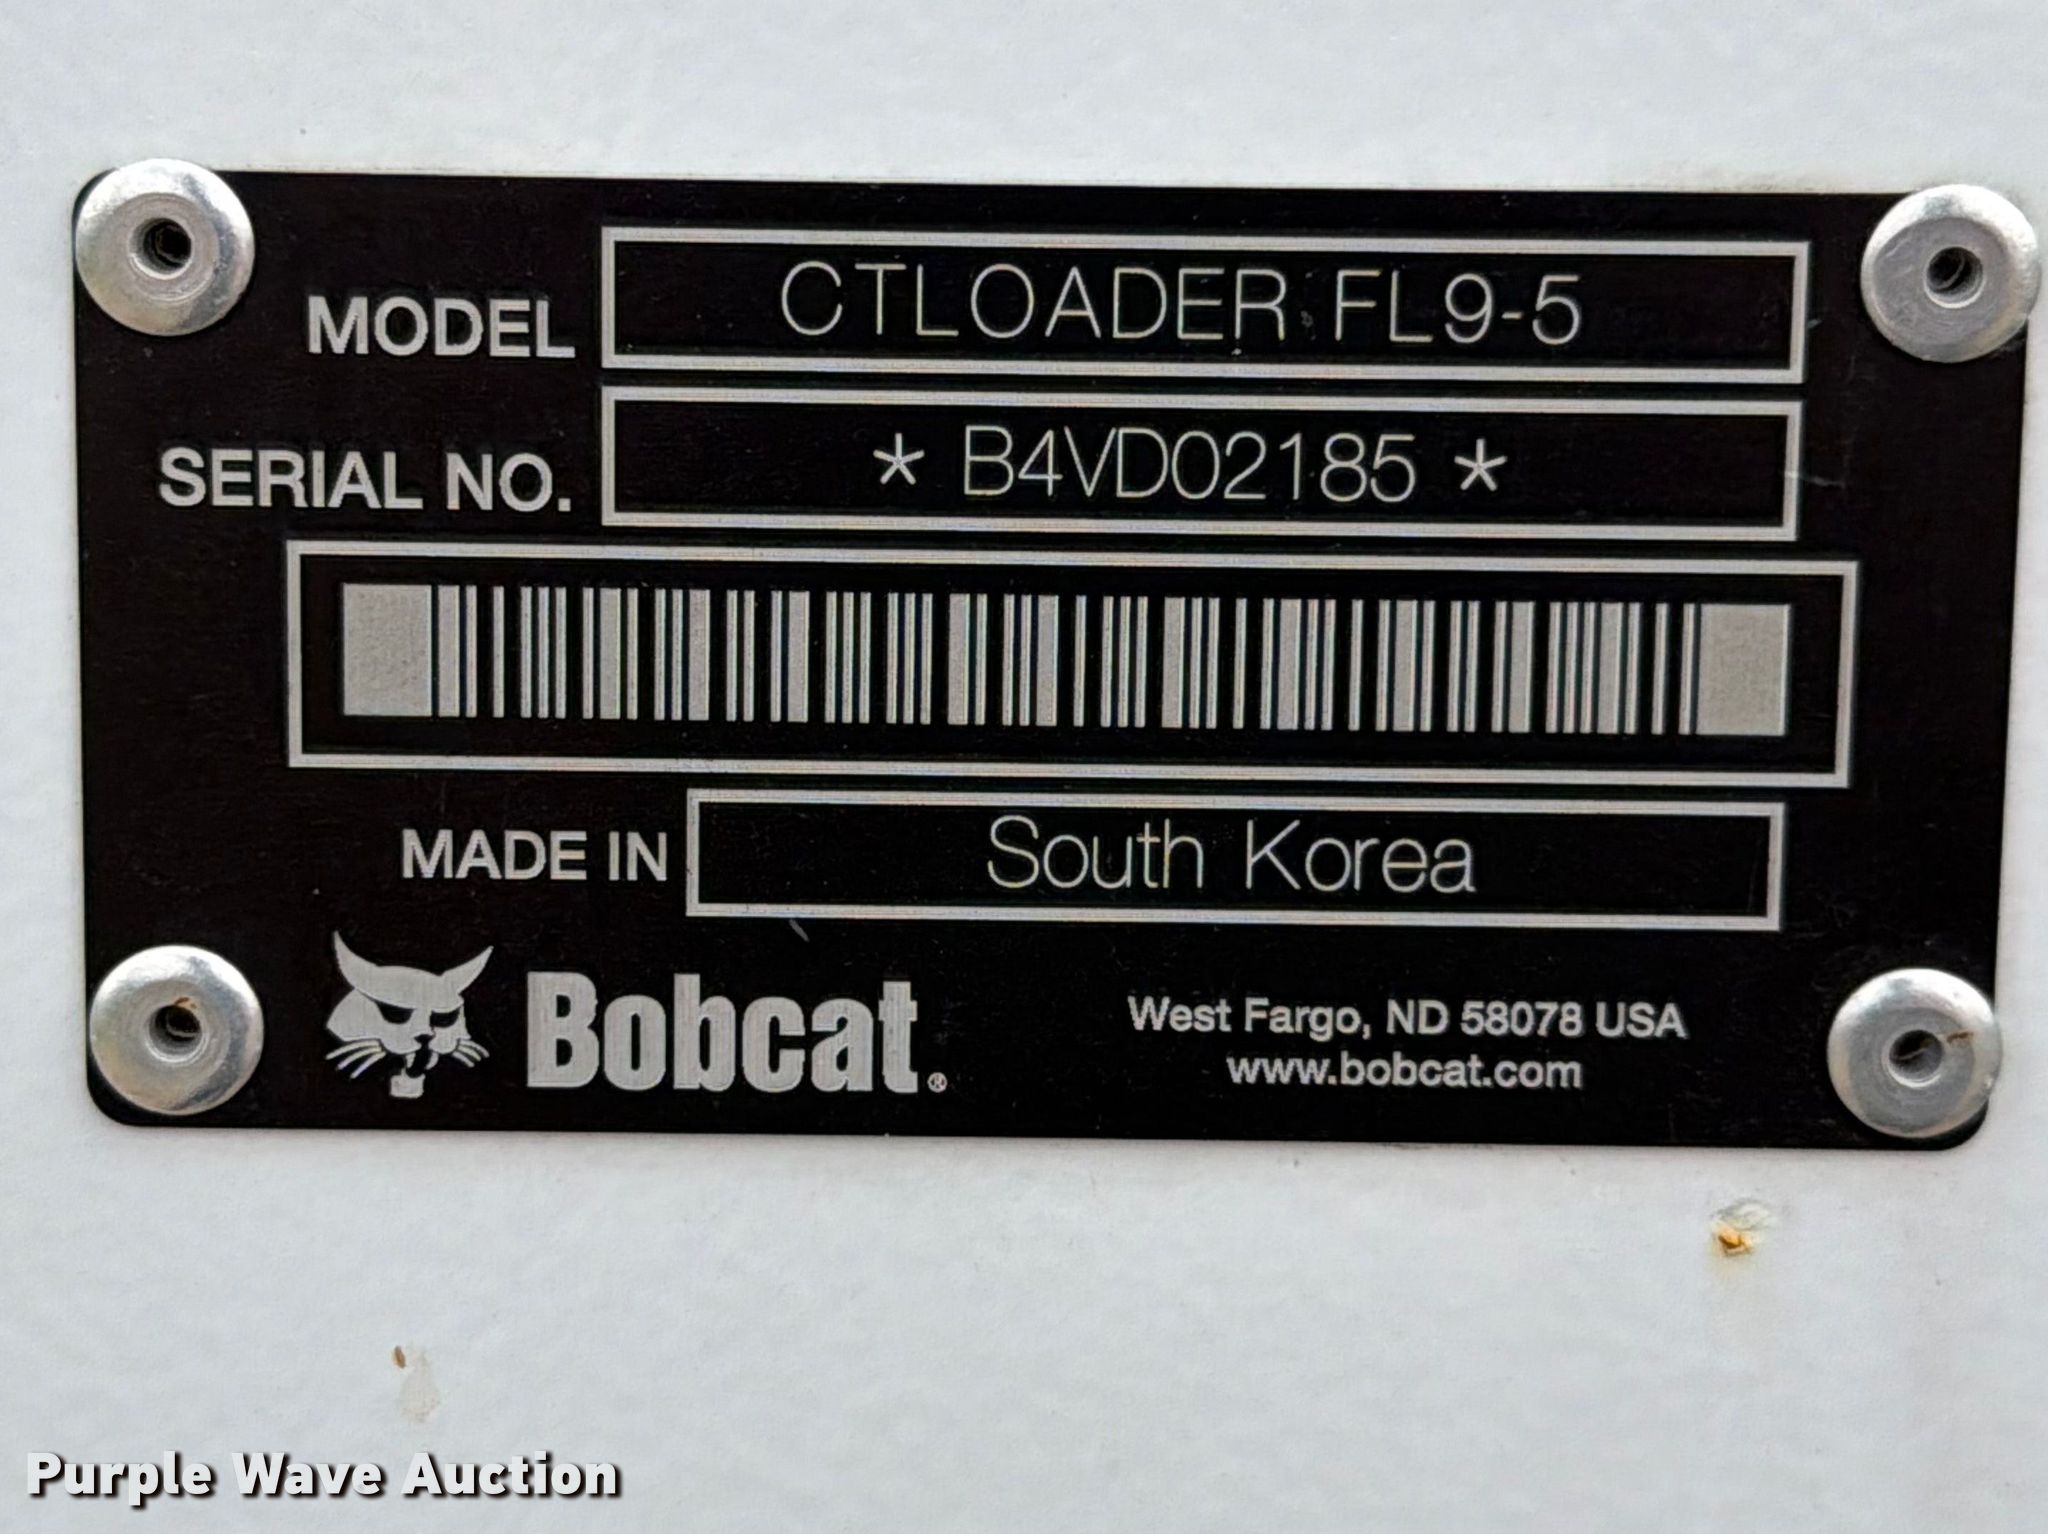 MODEL CTLOADER FL9-5
SERIAL NO. * B4VD02185 *
MADE IN South Korea
Bobcat®
West Fargo, ND 58078 USA
www.bobcat.com
Purple Wave Auction